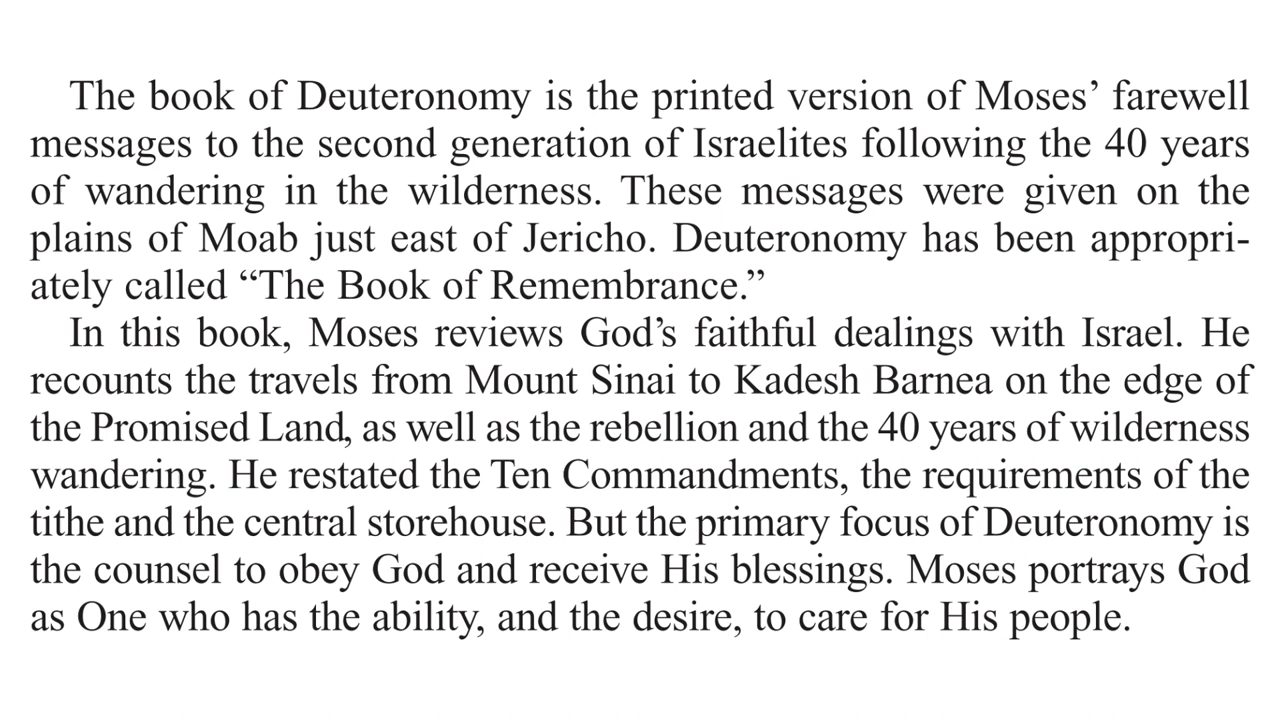 The book of Deuteronomy is the printed version of Moses’ farewell
messages to the second generation of Israelites following the 40 years
of wandering in the wilderness. These messages were given on the
plains of Moab just east of Jericho. Deuteronomy has been appropri-
ately called “The Book of Remembrance.”
In this book, Moses reviews God’s faithful dealings with Israel. He
recounts the travels from Mount Sinai to Kadesh Barnea on the edge of
the Promised Land, as well as the rebellion and the 40 years of wilderness
wandering. He restated the Ten Commandments, the requirements of the
tithe and the central storehouse. But the primary focus of Deuteronomy is
the counsel to obey God and receive His blessings. Moses portrays God
as One who has the ability, and the desire, to care for His people.